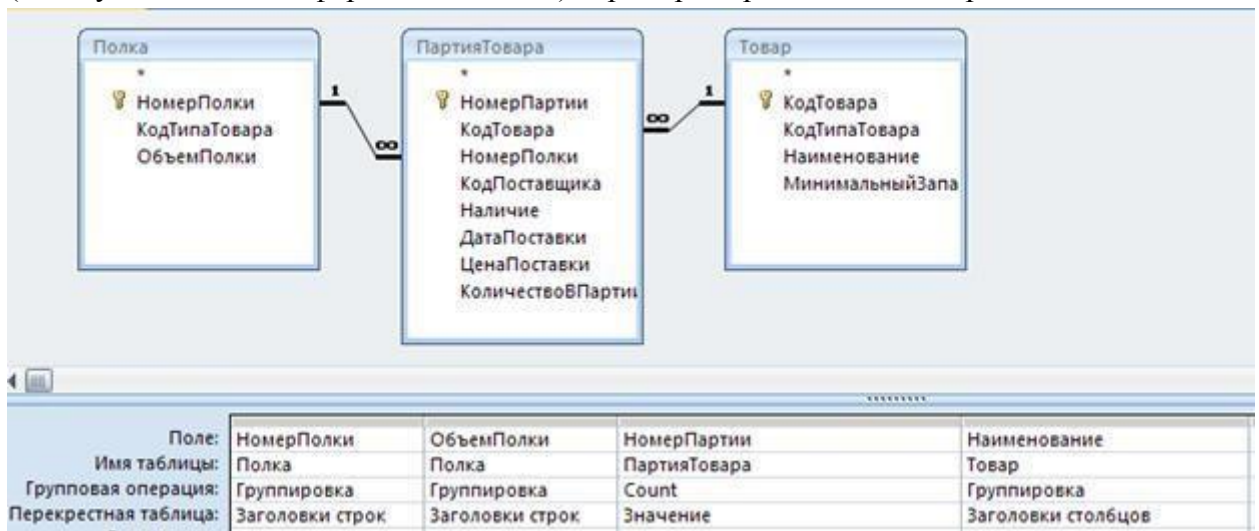 Полка
*
НомерПолки
КодТипаТовара
ОбъемПолки
1
∞
ПартияТовара
*
НомерПартии
КодТовара
НомерПолки
КодПоставщика
Наличие
ДатаПоставки
ЦенаПоставки
КоличествоВПарти
∞
1
Товар
*
КодТовара
КодТипаТовара
Наименование
МинимальныйЗапа
Поле: НомерПолки ОбъемПолки НомерПартии Наименование
Имя таблицы: Полка Полка ПартияТовара Товар
Групповая операция: Группировка Группировка Count Группировка
Перекрестная таблица: Заголовки строк Заголовки строк Значение Заголовки столбцов